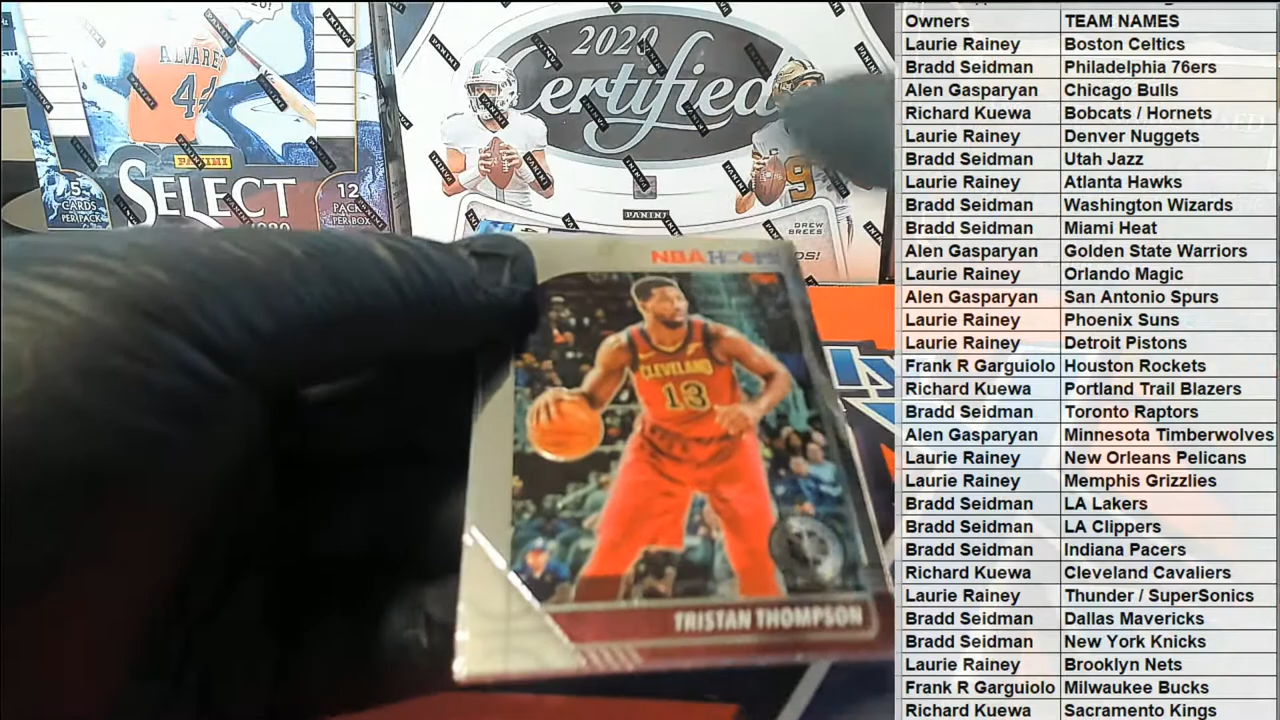 ALVAREZ
44
PANINI
SELECT
5
CARDS
PER PACK
12
PACKS
PER BOX
2020
Certified
PANINI
9
DREW
BREES
NBA HOOPS
CLEVELAND
13
TRISTAN THOMPSON
Owners TEAM NAMES
Laurie Rainey Boston Celtics
Bradd Seidman Philadelphia 76ers
Alen Gasparyan Chicago Bulls
Richard Kuewa Bobcats / Hornets
Laurie Rainey Denver Nuggets
Bradd Seidman Utah Jazz
Laurie Rainey Atlanta Hawks
Bradd Seidman Washington Wizards
Bradd Seidman Miami Heat
Alen Gasparyan Golden State Warriors
Laurie Rainey Orlando Magic
Alen Gasparyan San Antonio Spurs
Laurie Rainey Phoenix Suns
Laurie Rainey Detroit Pistons
Frank R Garguiolo Houston Rockets
Richard Kuewa Portland Trail Blazers
Bradd Seidman Toronto Raptors
Alen Gasparyan Minnesota Timberwolves
Laurie Rainey New Orleans Pelicans
Laurie Rainey Memphis Grizzlies
Bradd Seidman LA Lakers
Bradd Seidman LA Clippers
Bradd Seidman Indiana Pacers
Richard Kuewa Cleveland Cavaliers
Laurie Rainey Thunder / SuperSonics
Bradd Seidman Dallas Mavericks
Bradd Seidman New York Knicks
Laurie Rainey Brooklyn Nets
Frank R Garguiolo Milwaukee Bucks
Richard Kuewa Sacramento Kings